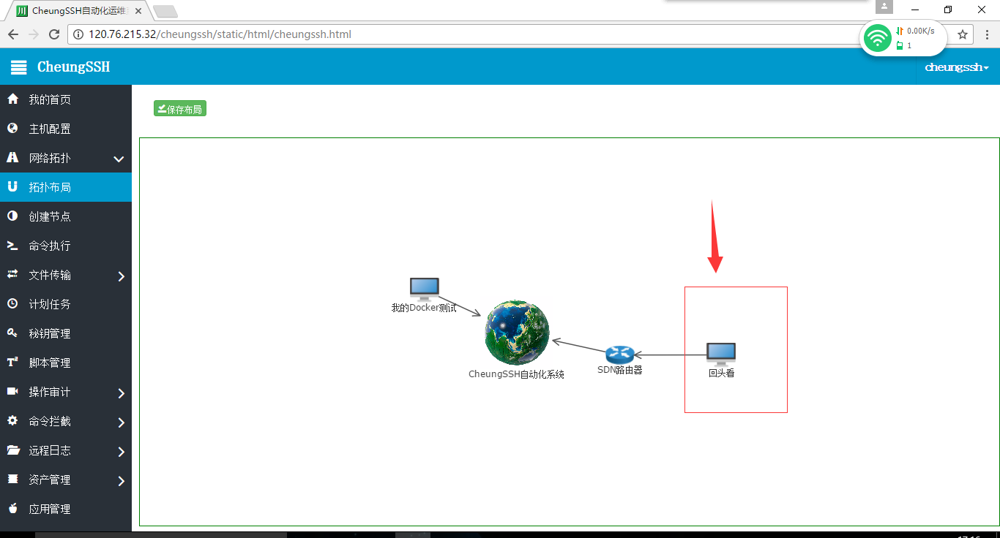 CheungSSH自动化运维
120.76.215.32/cheungssh/static/html/cheungssh.html
0.00K/s
1
CheungSSH
cheungssh
我的首页
主机配置
网络拓扑
拓扑布局
创建节点
命令执行
文件传输
计划任务
秘钥管理
脚本管理
操作审计
命令拦截
远程日志
资产管理
应用管理
保存布局
我的Docker测试
CheungSSH自动化系统
SDN路由器
回头看